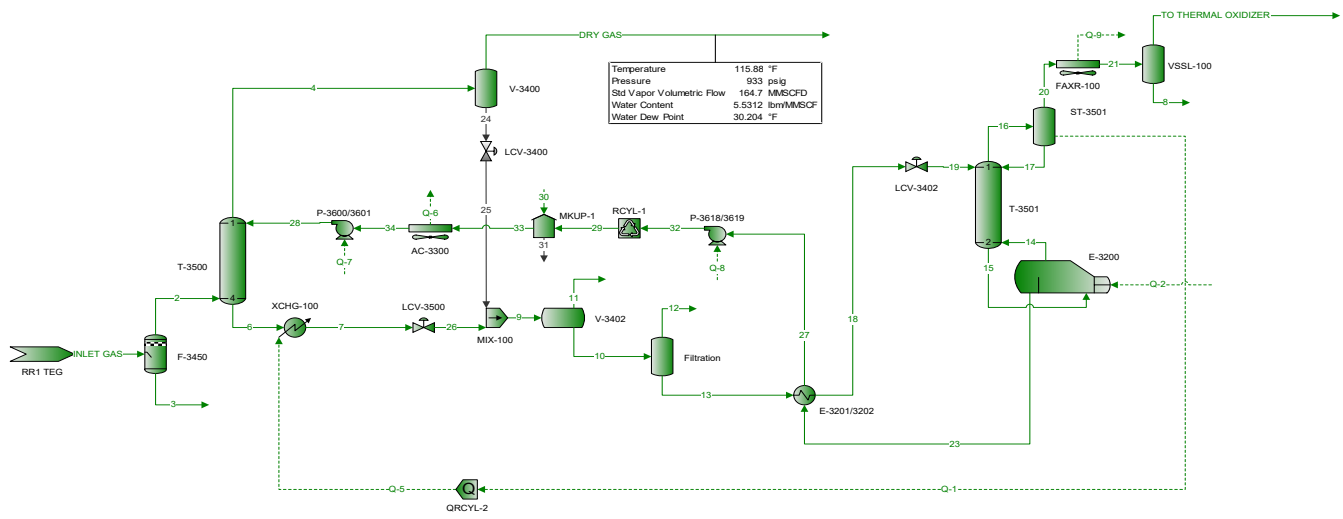 TO THERMAL OXIDIZER
Q-9
DRY GAS
21
VSSL-100
FAXR-100
Temperature 115.88 °F
Pressure 933 psig
Std Vapor Volumetric Flow 164.7 MMSCFD
Water Content 5.5312 lbm/MMSCF
Water Dew Point 30.204 °F
4
V-3400
20
8
ST-3501
24
16
LCV-3400
19
1
17
LCV-3402
30
Q-6
25
MKUP-1
RCYL-1
P-3618/3619
T-3501
P-3600/3601
1
28
34
33
29
32
31
AC-3300
Q-7
Q-8
2
14
15
E-3200
T-3500
4
2
XCHG-100
LCV-3500
11
Q-2
6
7
26
9
V-3402
12
18
27
MIX-100
INLET GAS
F-3450
RR1 TEG
10
Filtration
13
3
E-3201/3202
23
Q-5
Q
Q-1
QRCYL-2